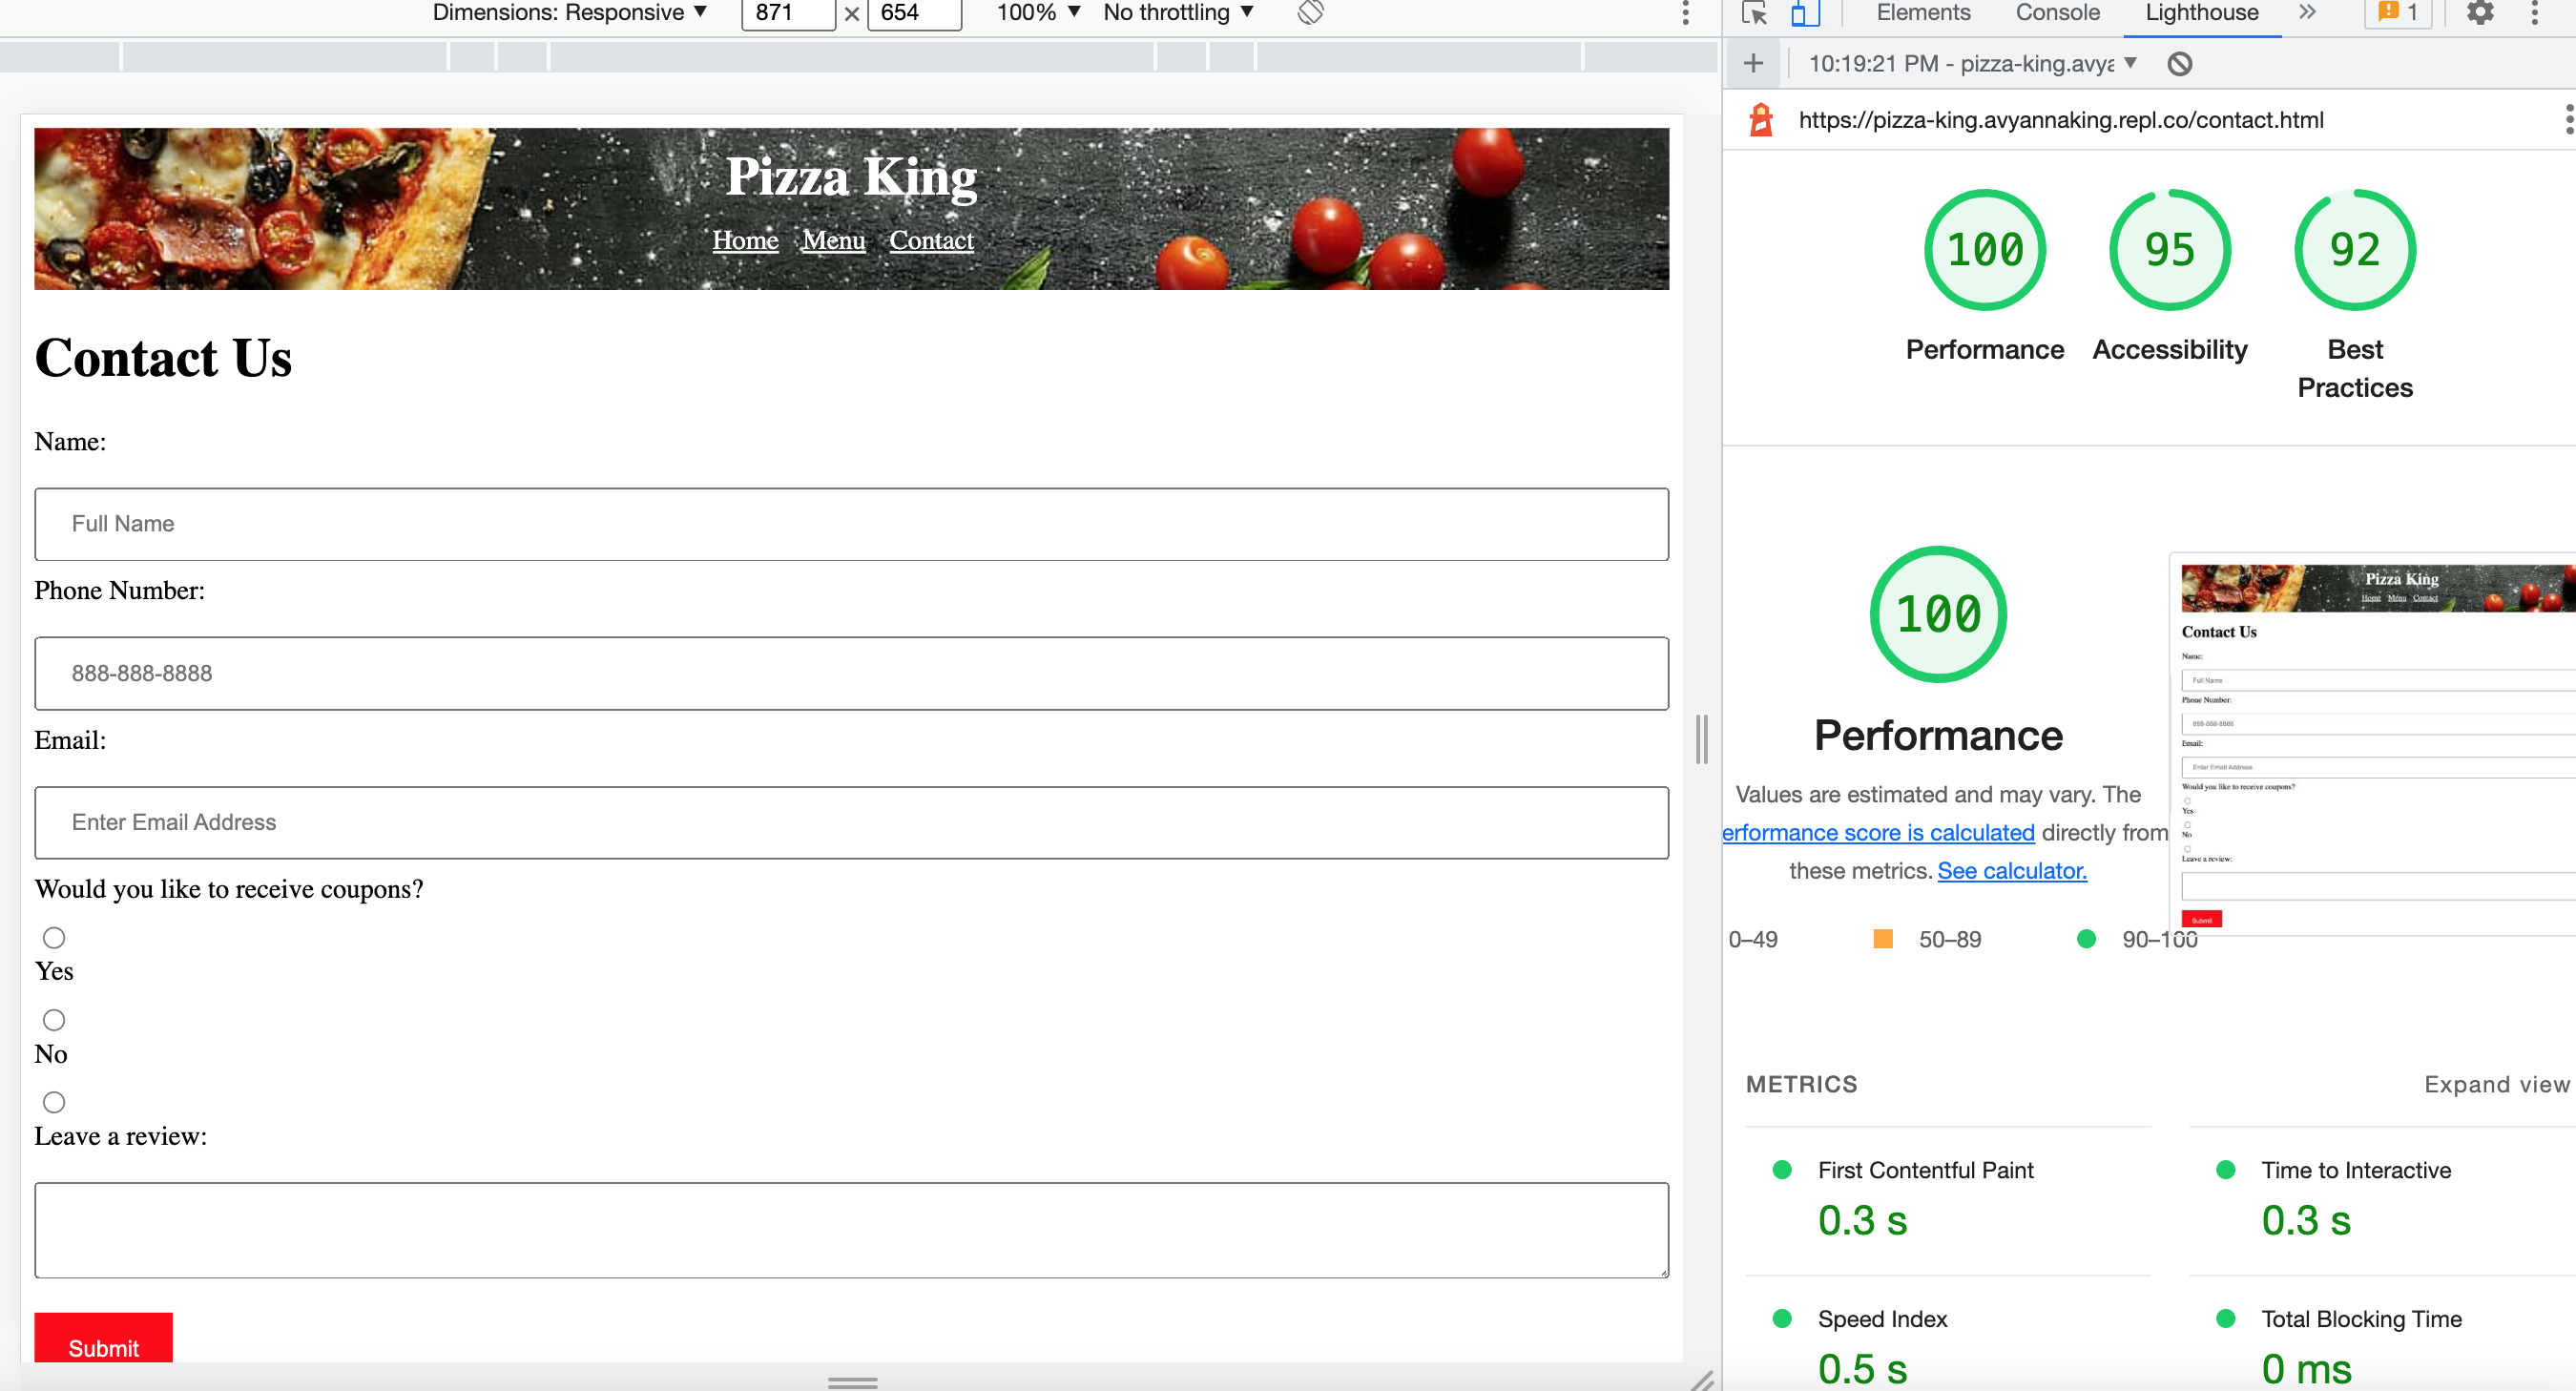 Dimensions: Responsive ▼ 871 × 654 100% ▼ No throttling ▼
Pizza King
Home Menu Contact
Contact Us
Name:
Full Name
Phone Number:
888-888-8888
Email:
Enter Email Address
Would you like to receive coupons?
Yes
No
Leave a review:
Submit
Elements Console Lighthouse » 1
+ 10:19:21 PM - pizza-king.avya ▼
https://pizza-king.avyannaking.repl.co/contact.html
100 95 92
Performance Accessibility Best
Practices
100
Performance
Values are estimated and may vary. The
erformance score is calculated directly from
these metrics. See calculator.
0–49 50–89 90–100
Pizza King
Home Menu Contact
Contact Us
Name:
Full Name
Phone Number:
888-888-8888
Email:
Enter Email Address
Would you like to receive coupons?
Yes
No
Leave a review:
Submit
METRICS Expand view
First Contentful Paint
0.3 s
Time to Interactive
0.3 s
Speed Index
0.5 s
Total Blocking Time
0 ms